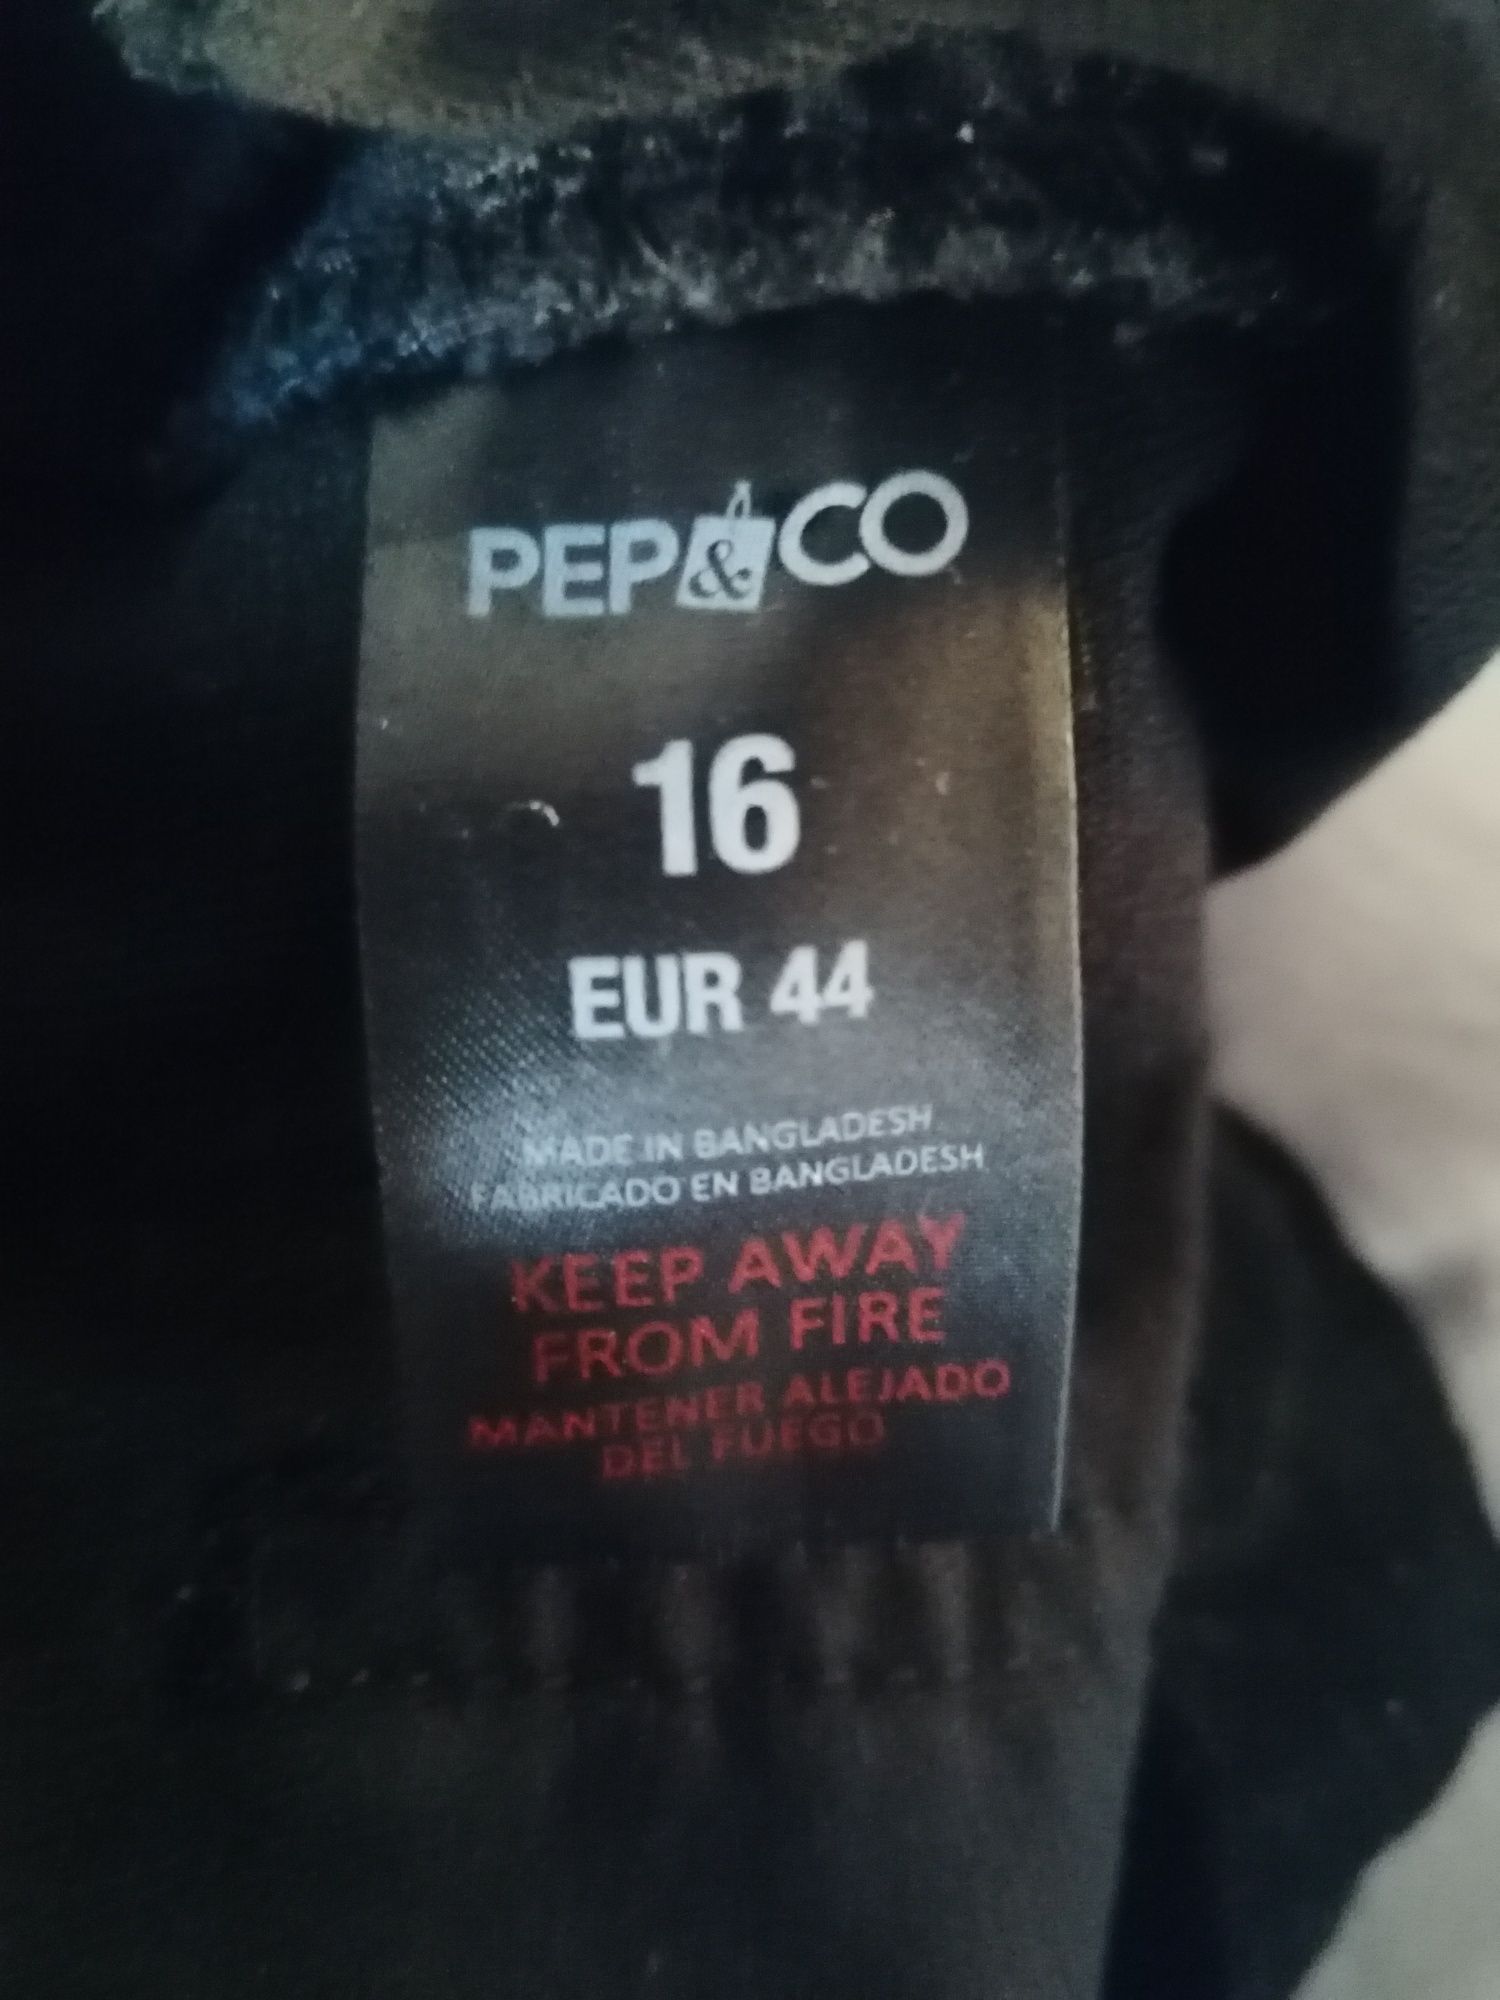 PEP&CO
16
EUR 44
MADE IN BANGLADESH
FABRICADO EN BANGLADESH
KEEP AWAY
FROM FIRE
MANTENER ALEJADO
DEL FUEGO